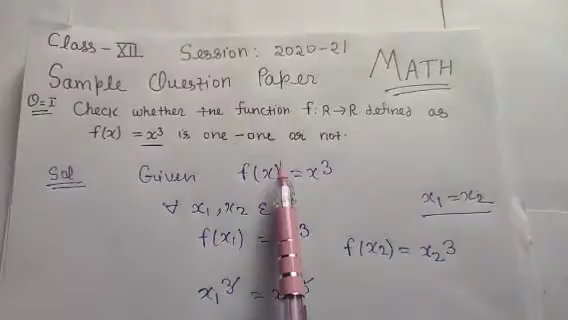 Class - XII Session: 2020-21
Sample Question Paper MATH
Q=I Check whether the function f: R→R defined as
f(x) = x³ is one-one or not.
Sol Given f(x) = x³
∀ x₁, x₂ ε
x₁ = x₂
f(x₁) = 3
f(x₂) = x₂3
x₁³ =